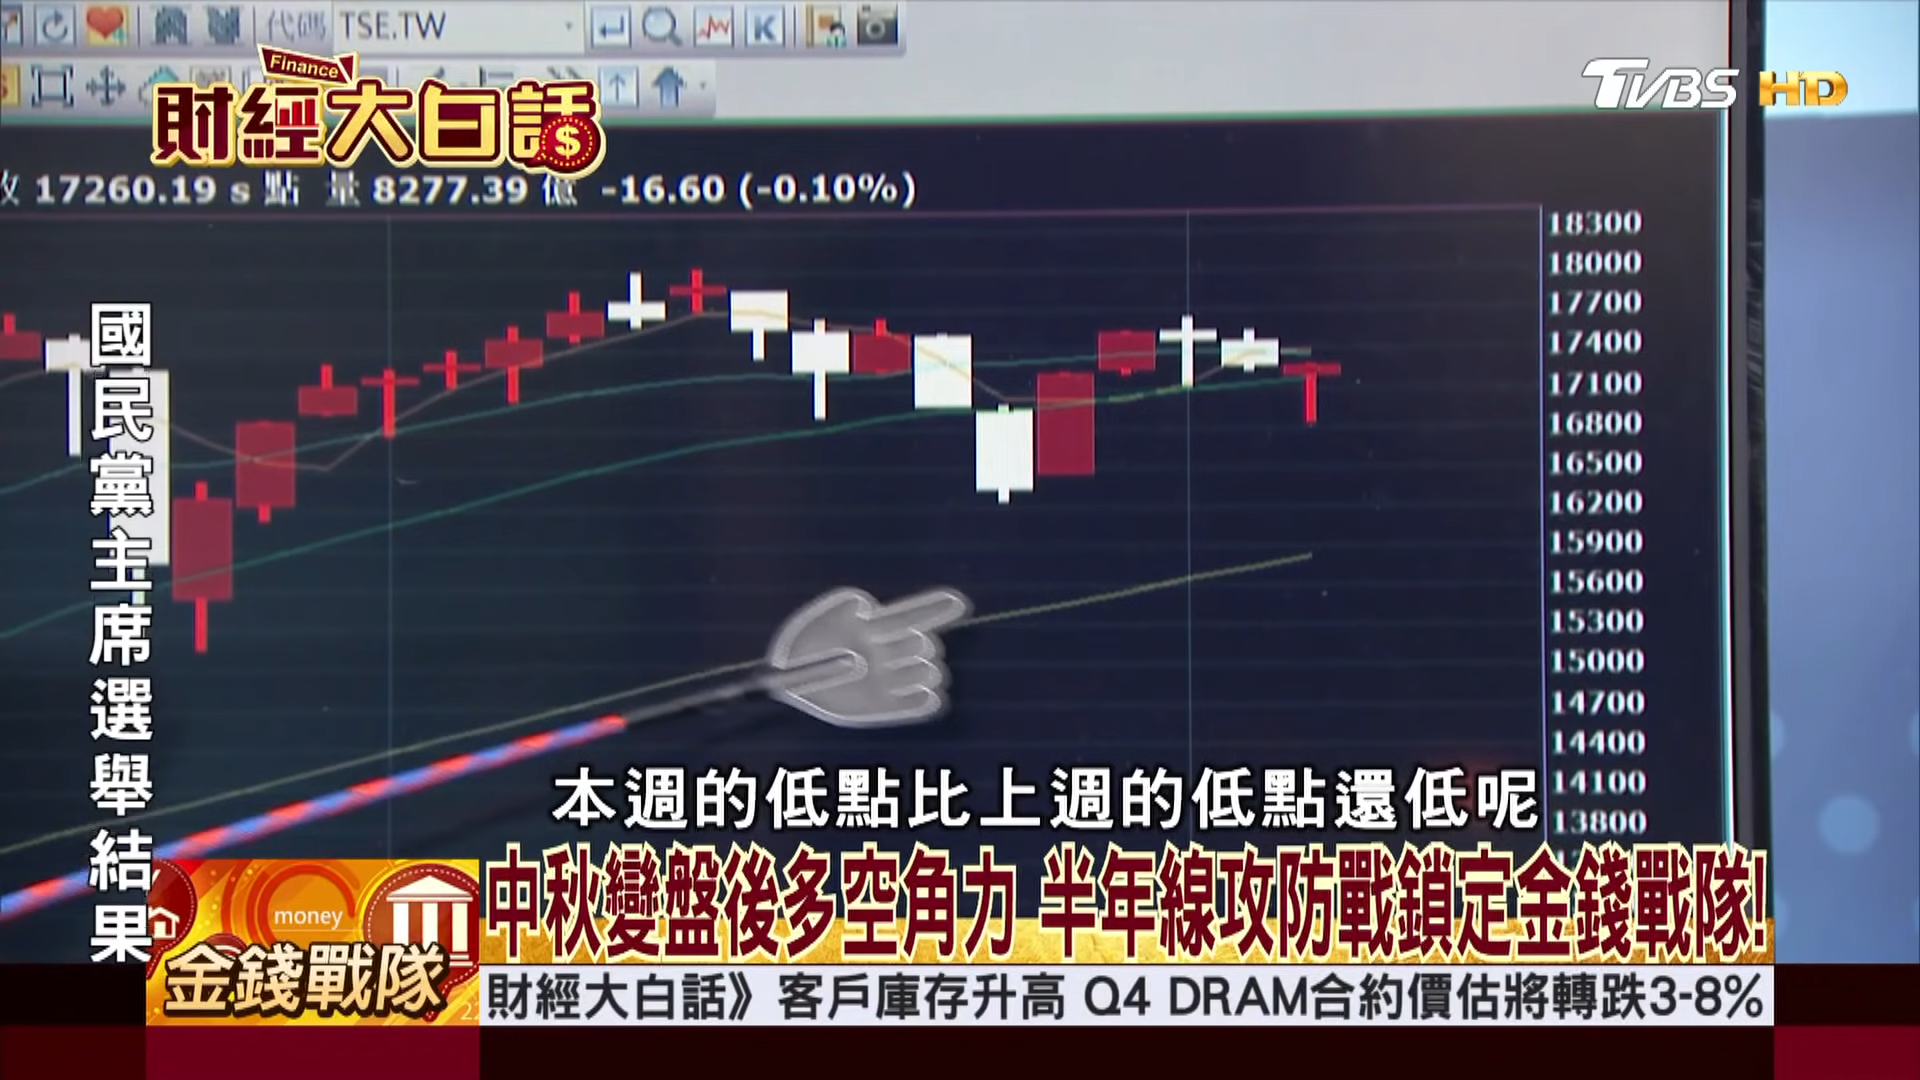 代碼 TSE.TW
Finance
財經大白話
$
TVBS HD
收 17260.19 s 點 量 8277.39 億 -16.60 (-0.10%)
18300
18000
17700
17400
17100
16800
16500
16200
15900
15600
15300
15000
14700
14400
14100
13800
國民黨主席選舉結果
本週的低點比上週的低點還低呢
中秋變盤後多空角力 半年線攻防戰鎖定金錢戰隊!
money
金錢戰隊
財經大白話》客戶庫存升高 Q4 DRAM合約價估將轉跌3-8%